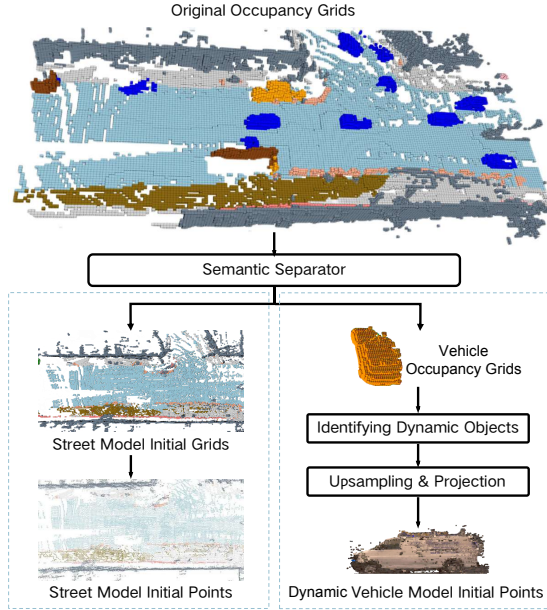 Original Occupancy Grids
Semantic Separator
Street Model Initial Grids
Street Model Initial Points
Vehicle
Occupancy Grids
Identifying Dynamic Objects
Upsampling & Projection
Dynamic Vehicle Model Initial Points